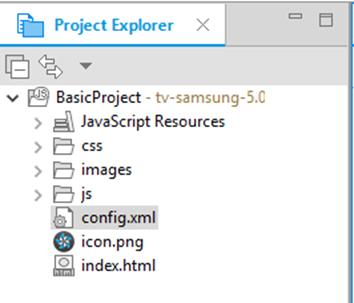 Project Explorer
BasicProject - tv-samsung-5.0
JavaScript Resources
css
images
js
config.xml
icon.png
index.html